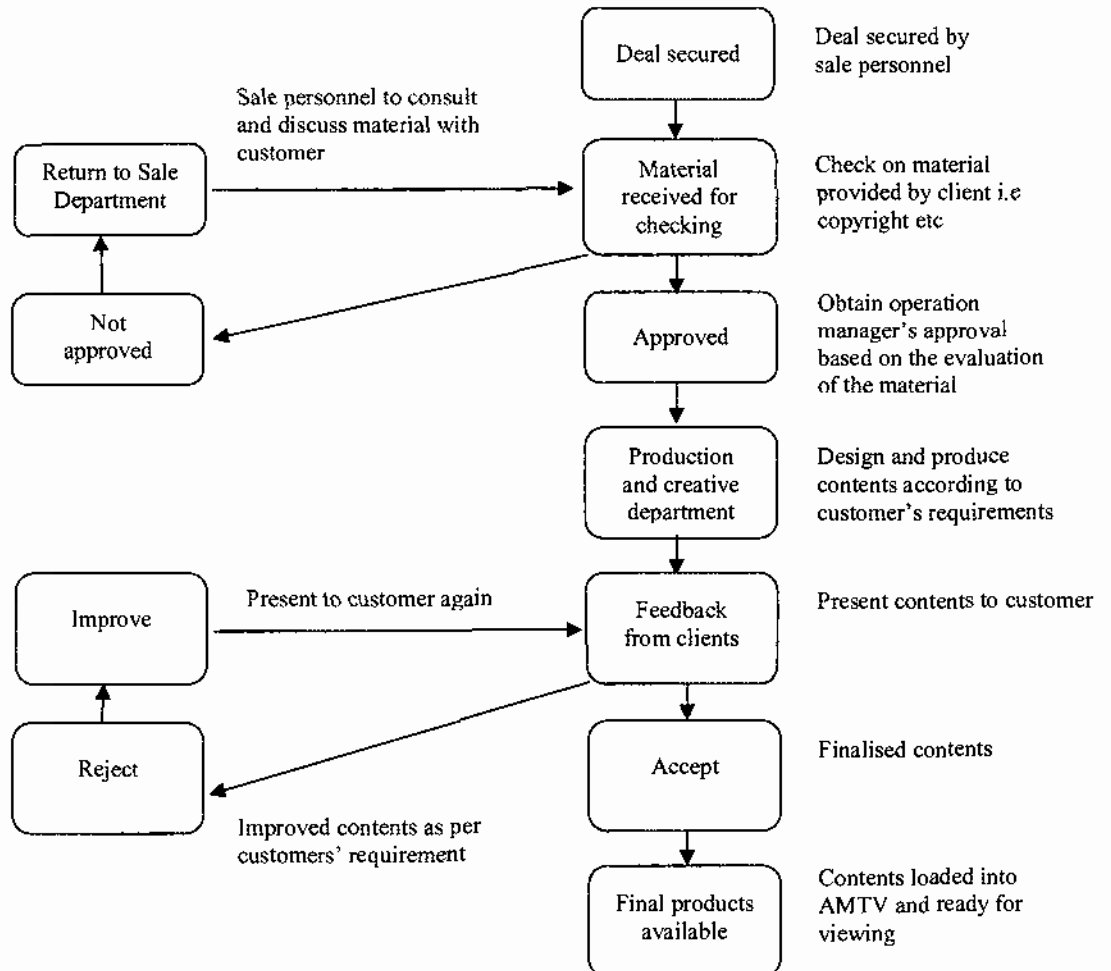 Deal secured
Deal secured by
sale personnel
Sale personnel to consult
and discuss material with
customer
Return to Sale
Department
Material
received for
checking
Check on material
provided by client i.e
copyright etc
Not
approved
Approved
Obtain operation
manager's approval
based on the evaluation
of the material
Production
and creative
department
Design and produce
contents according to
customer's requirements
Improve
Present to customer again
Feedback
from clients
Present contents to customer
Reject
Accept
Finalised contents
Improved contents as per
customers' requirement
Final products
available
Contents loaded into
AMTV and ready for
viewing